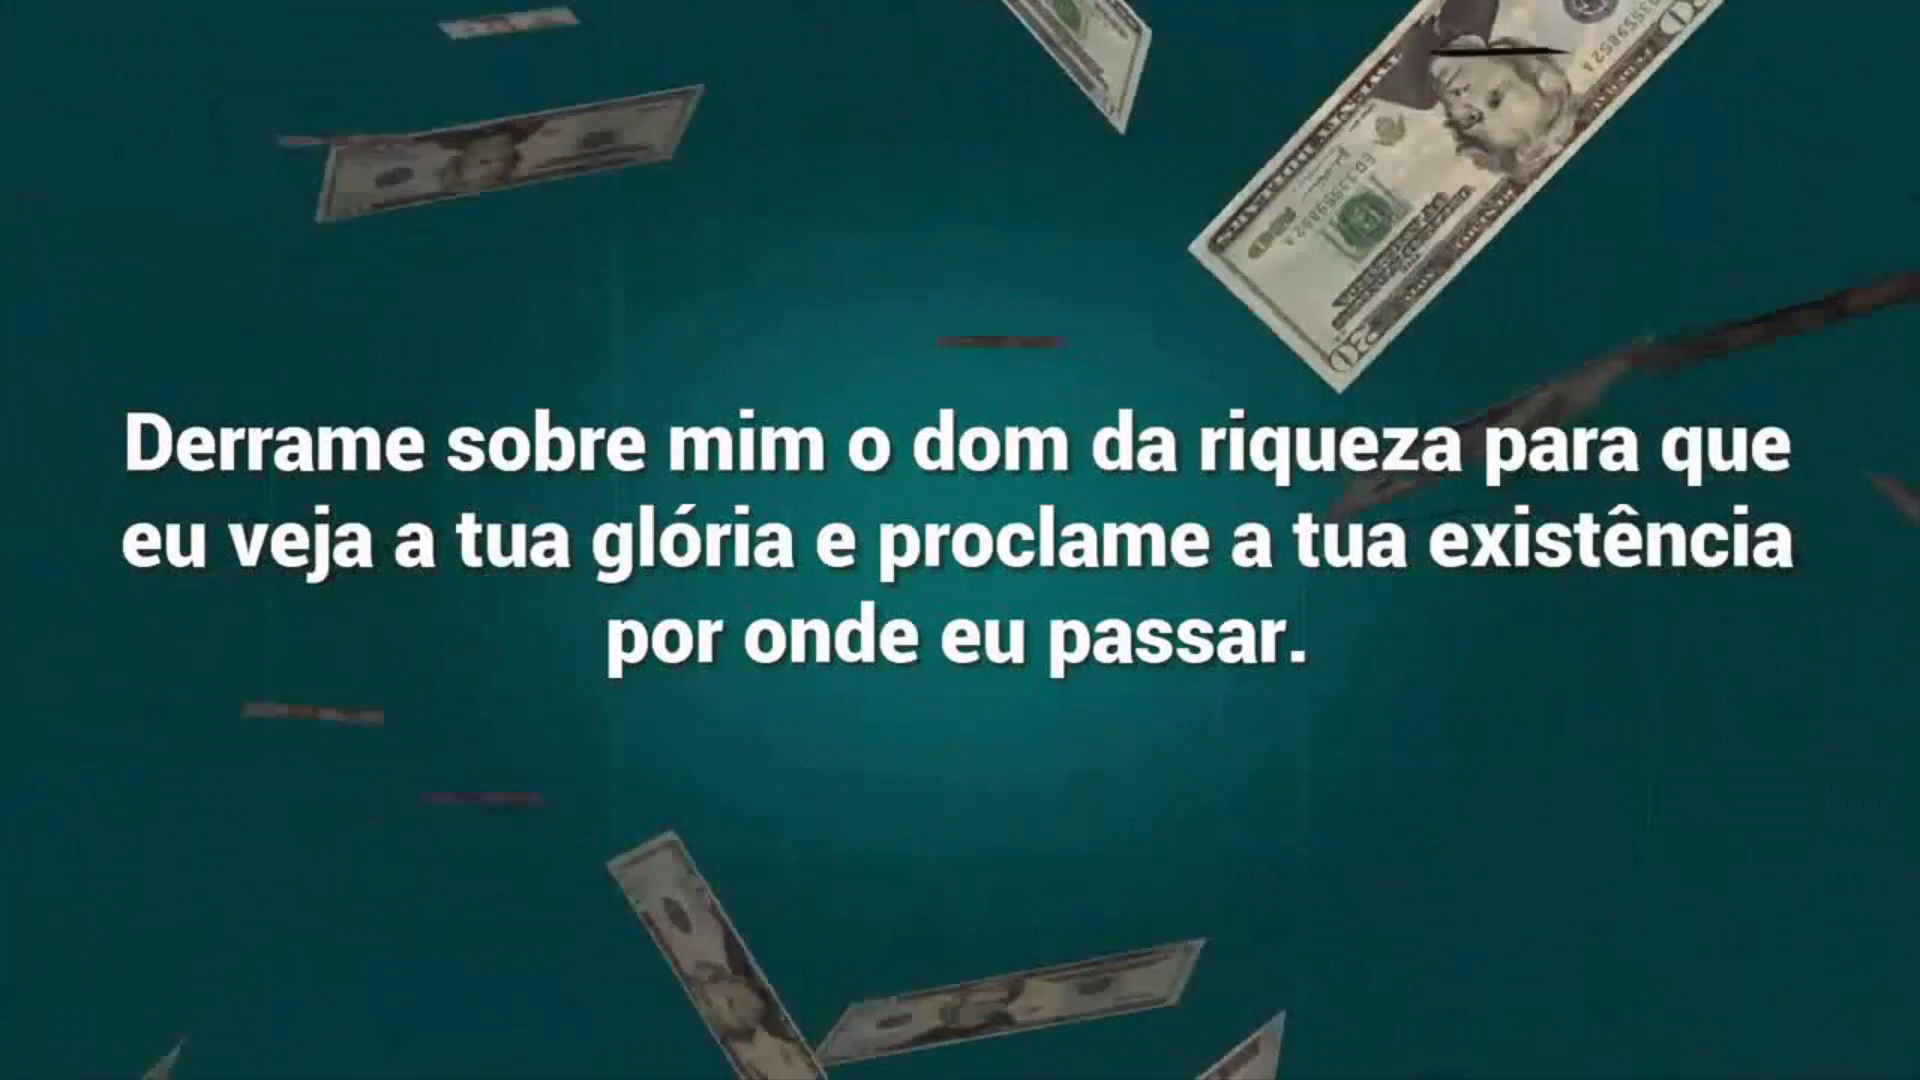 Derrame sobre mim o dom da riqueza para que
eu veja a tua glória e proclame a tua existência
por onde eu passar.